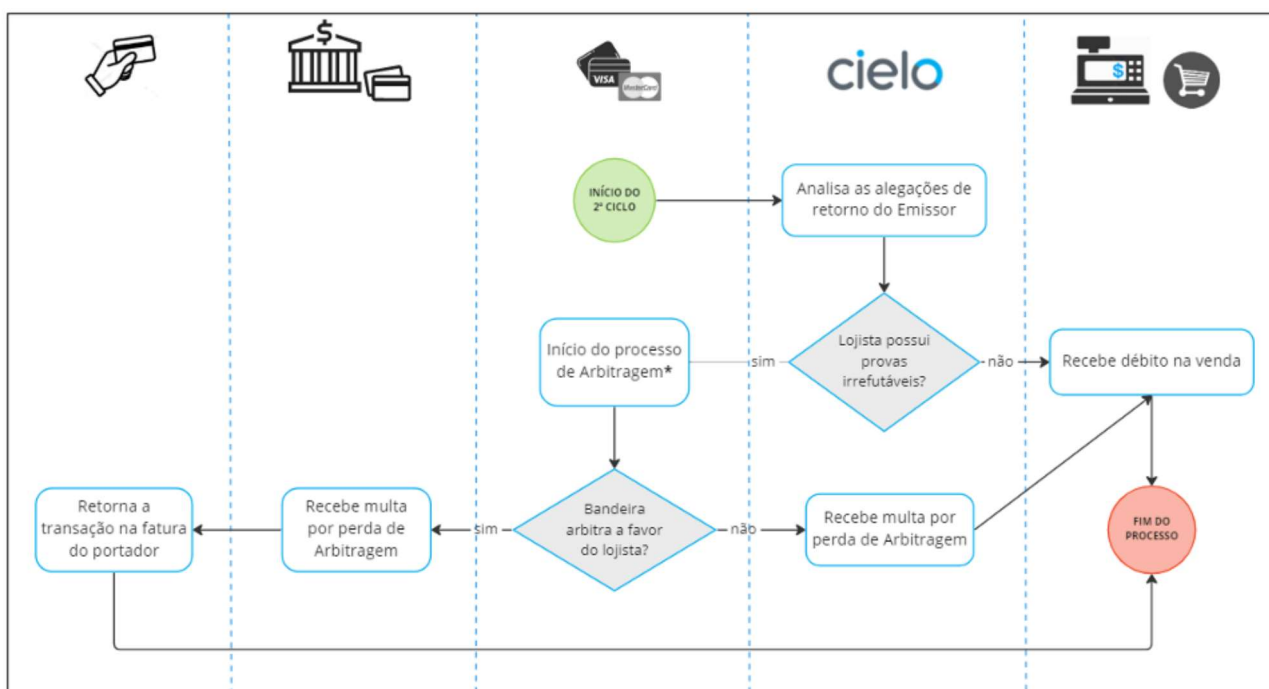 $
VISA
MasterCard
cielo
$
INÍCIO DO
2º CICLO
Analisa as alegações de
retorno do Emissor
Início do processo
de Arbitragem*
sim
Lojista possui
provas
irrefutáveis?
não
Recebe débito na venda
Retorna a
transação na fatura
do portador
Recebe multa
por perda de
Arbitragem
sim
Bandeira
arbitra a favor
do lojista?
não
Recebe multa por
perda de Arbitragem
FIM DO
PROCESSO